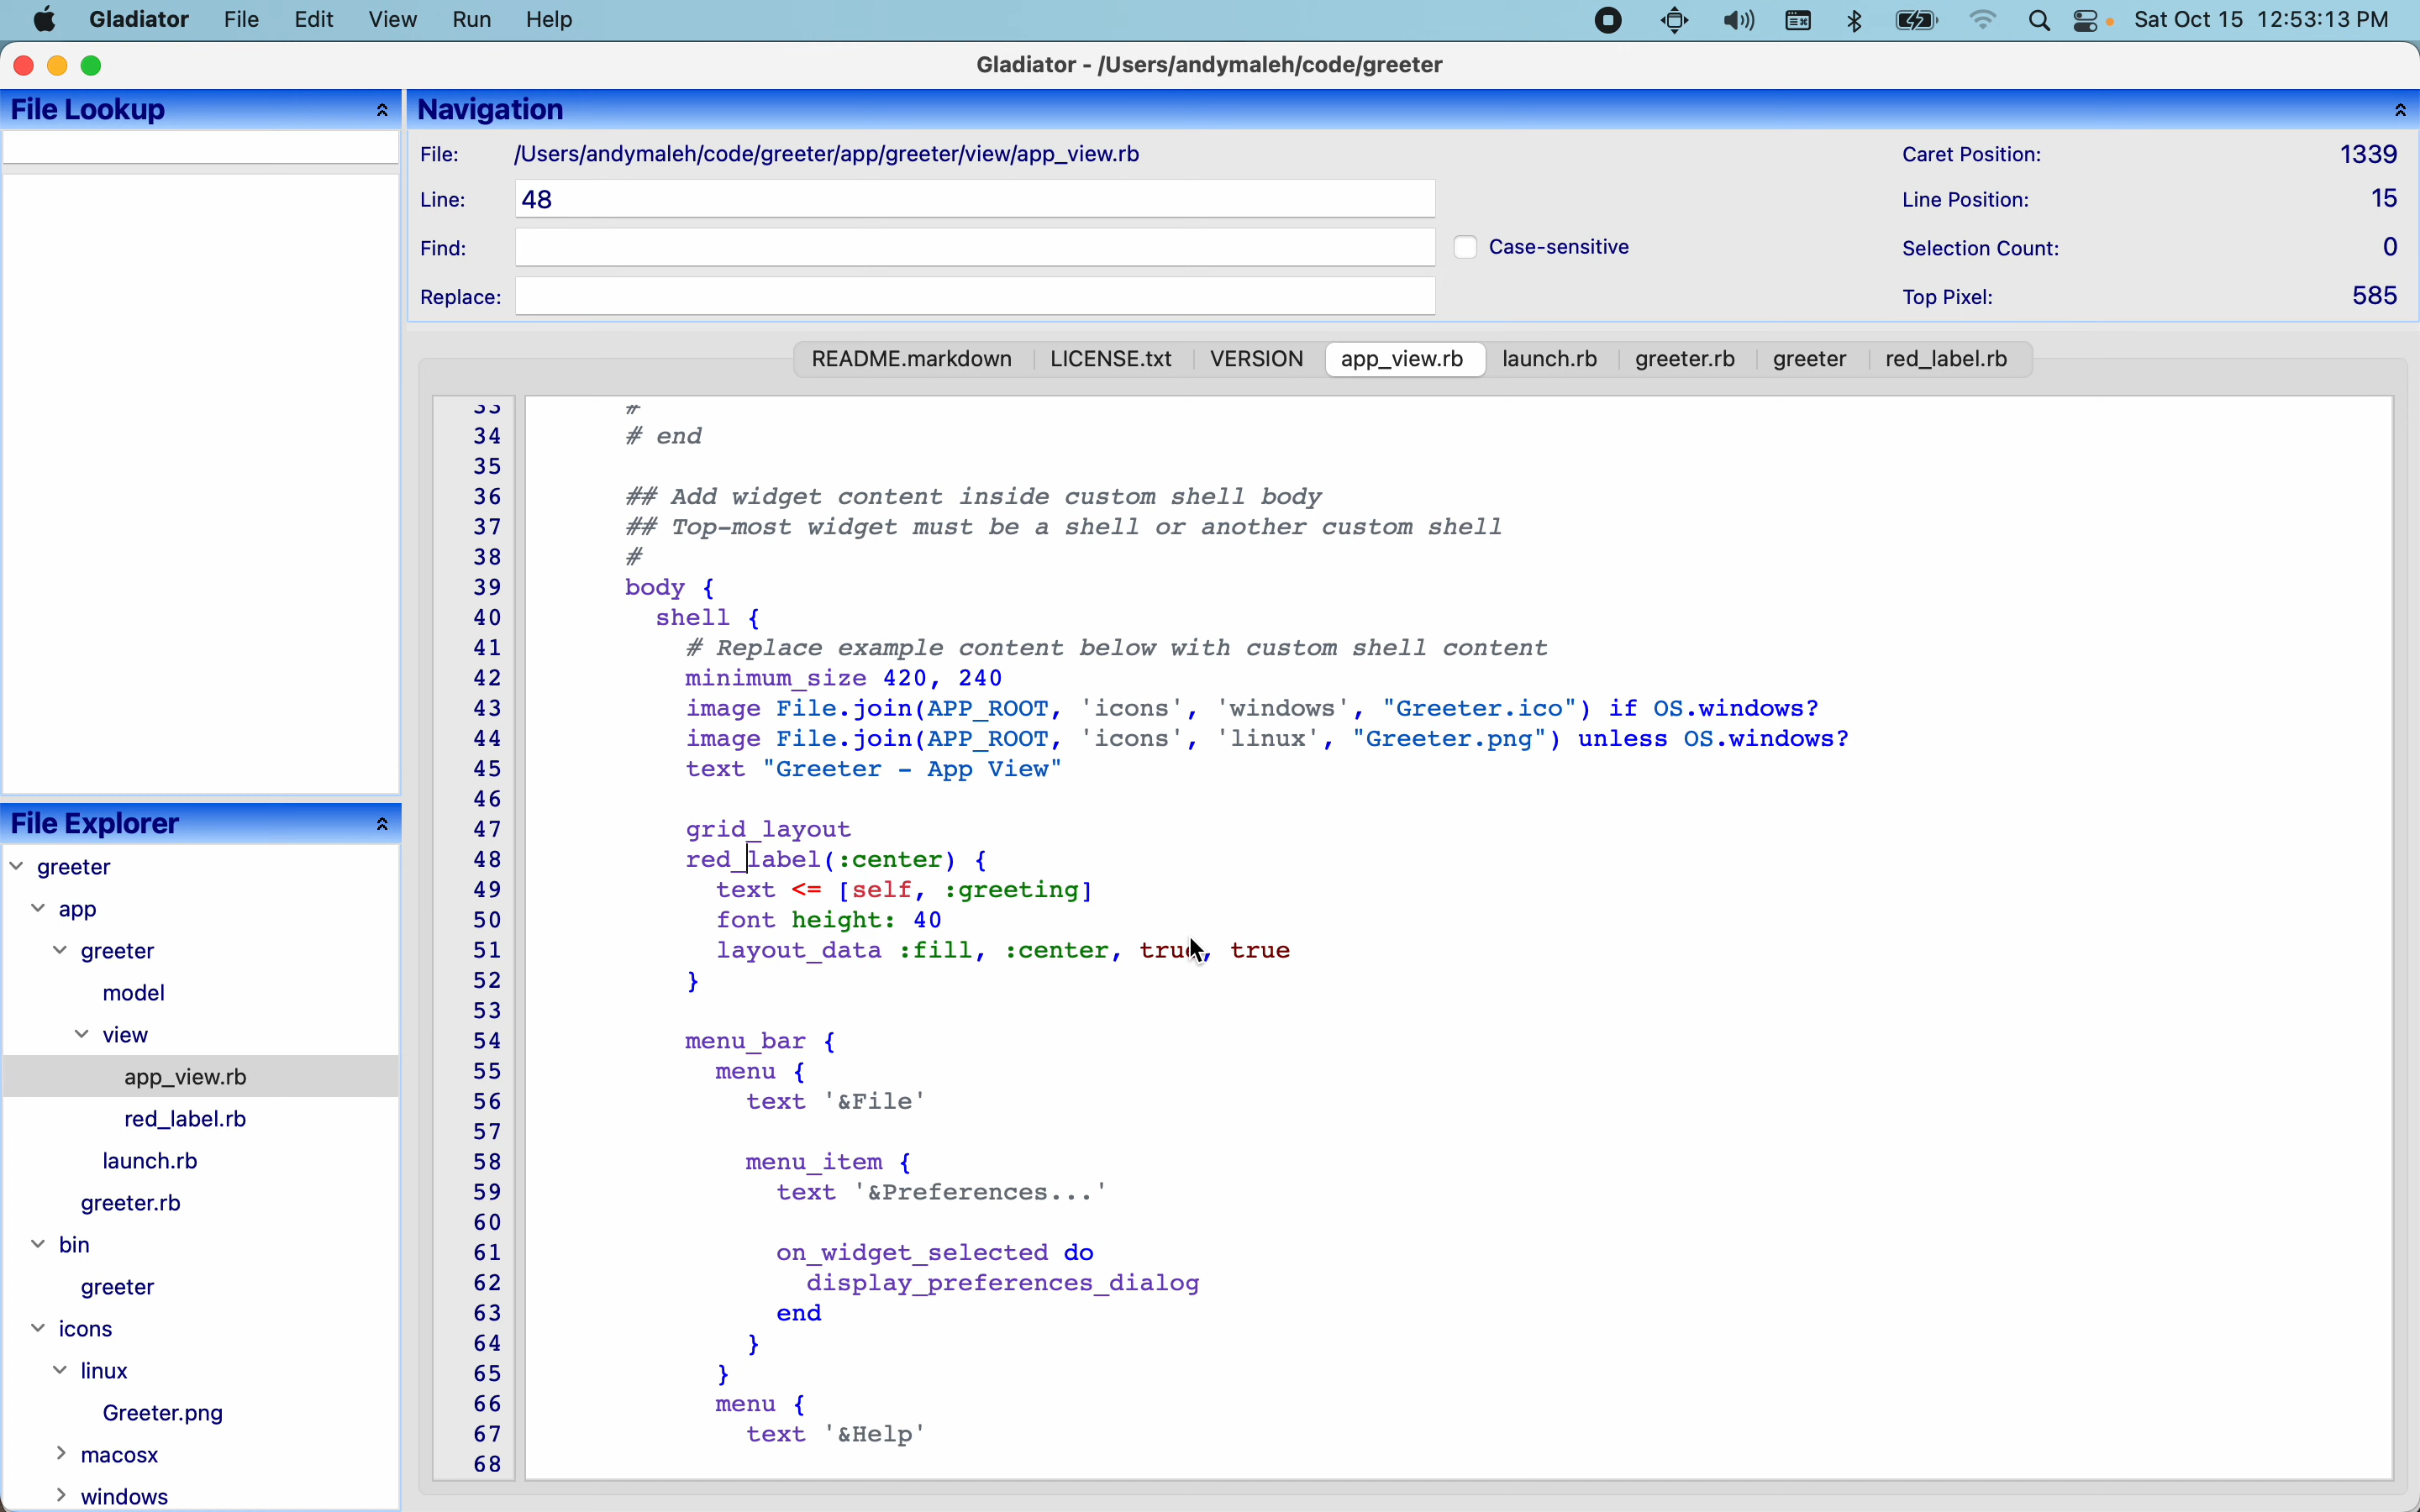 Gladiator File Edit View Run Help Sat Oct 15 12:53:13 PM
Gladiator - /Users/andymaleh/code/greeter
File Lookup
Navigation
File: /Users/andymaleh/code/greeter/app/greeter/view/app_view.rb Caret Position: 1339
Line: 48 Line Position: 15
Find: Case-sensitive Selection Count: 0
Replace: Top Pixel: 585
README.markdown LICENSE.txt VERSION app_view.rb launch.rb greeter.rb greeter red_label.rb
33 #
34 # end
35
36 ## Add widget content inside custom shell body
37 ## Top-most widget must be a shell or another custom shell
38 #
39 body {
40 shell {
41 # Replace example content below with custom shell content
42 minimum_size 420, 240
43 image File.join(APP_ROOT, 'icons', 'windows', "Greeter.ico") if OS.windows?
44 image File.join(APP_ROOT, 'icons', 'linux', "Greeter.png") unless OS.windows?
45 text "Greeter - App View"
46
47 grid_layout
48 red_label(:center) {
49 text <= [self, :greeting]
50 font height: 40
51 layout_data :fill, :center, true, true
52 }
53
54 menu_bar {
55 menu {
56 text '&File'
57
58 menu_item {
59 text '&Preferences...'
60
61 on_widget_selected do
62 display_preferences_dialog
63 end
64 }
65 }
66 menu {
67 text '&Help'
68
File Explorer
greeter
app
greeter
model
view
app_view.rb
red_label.rb
launch.rb
greeter.rb
bin
greeter
icons
linux
Greeter.png
macosx
windows